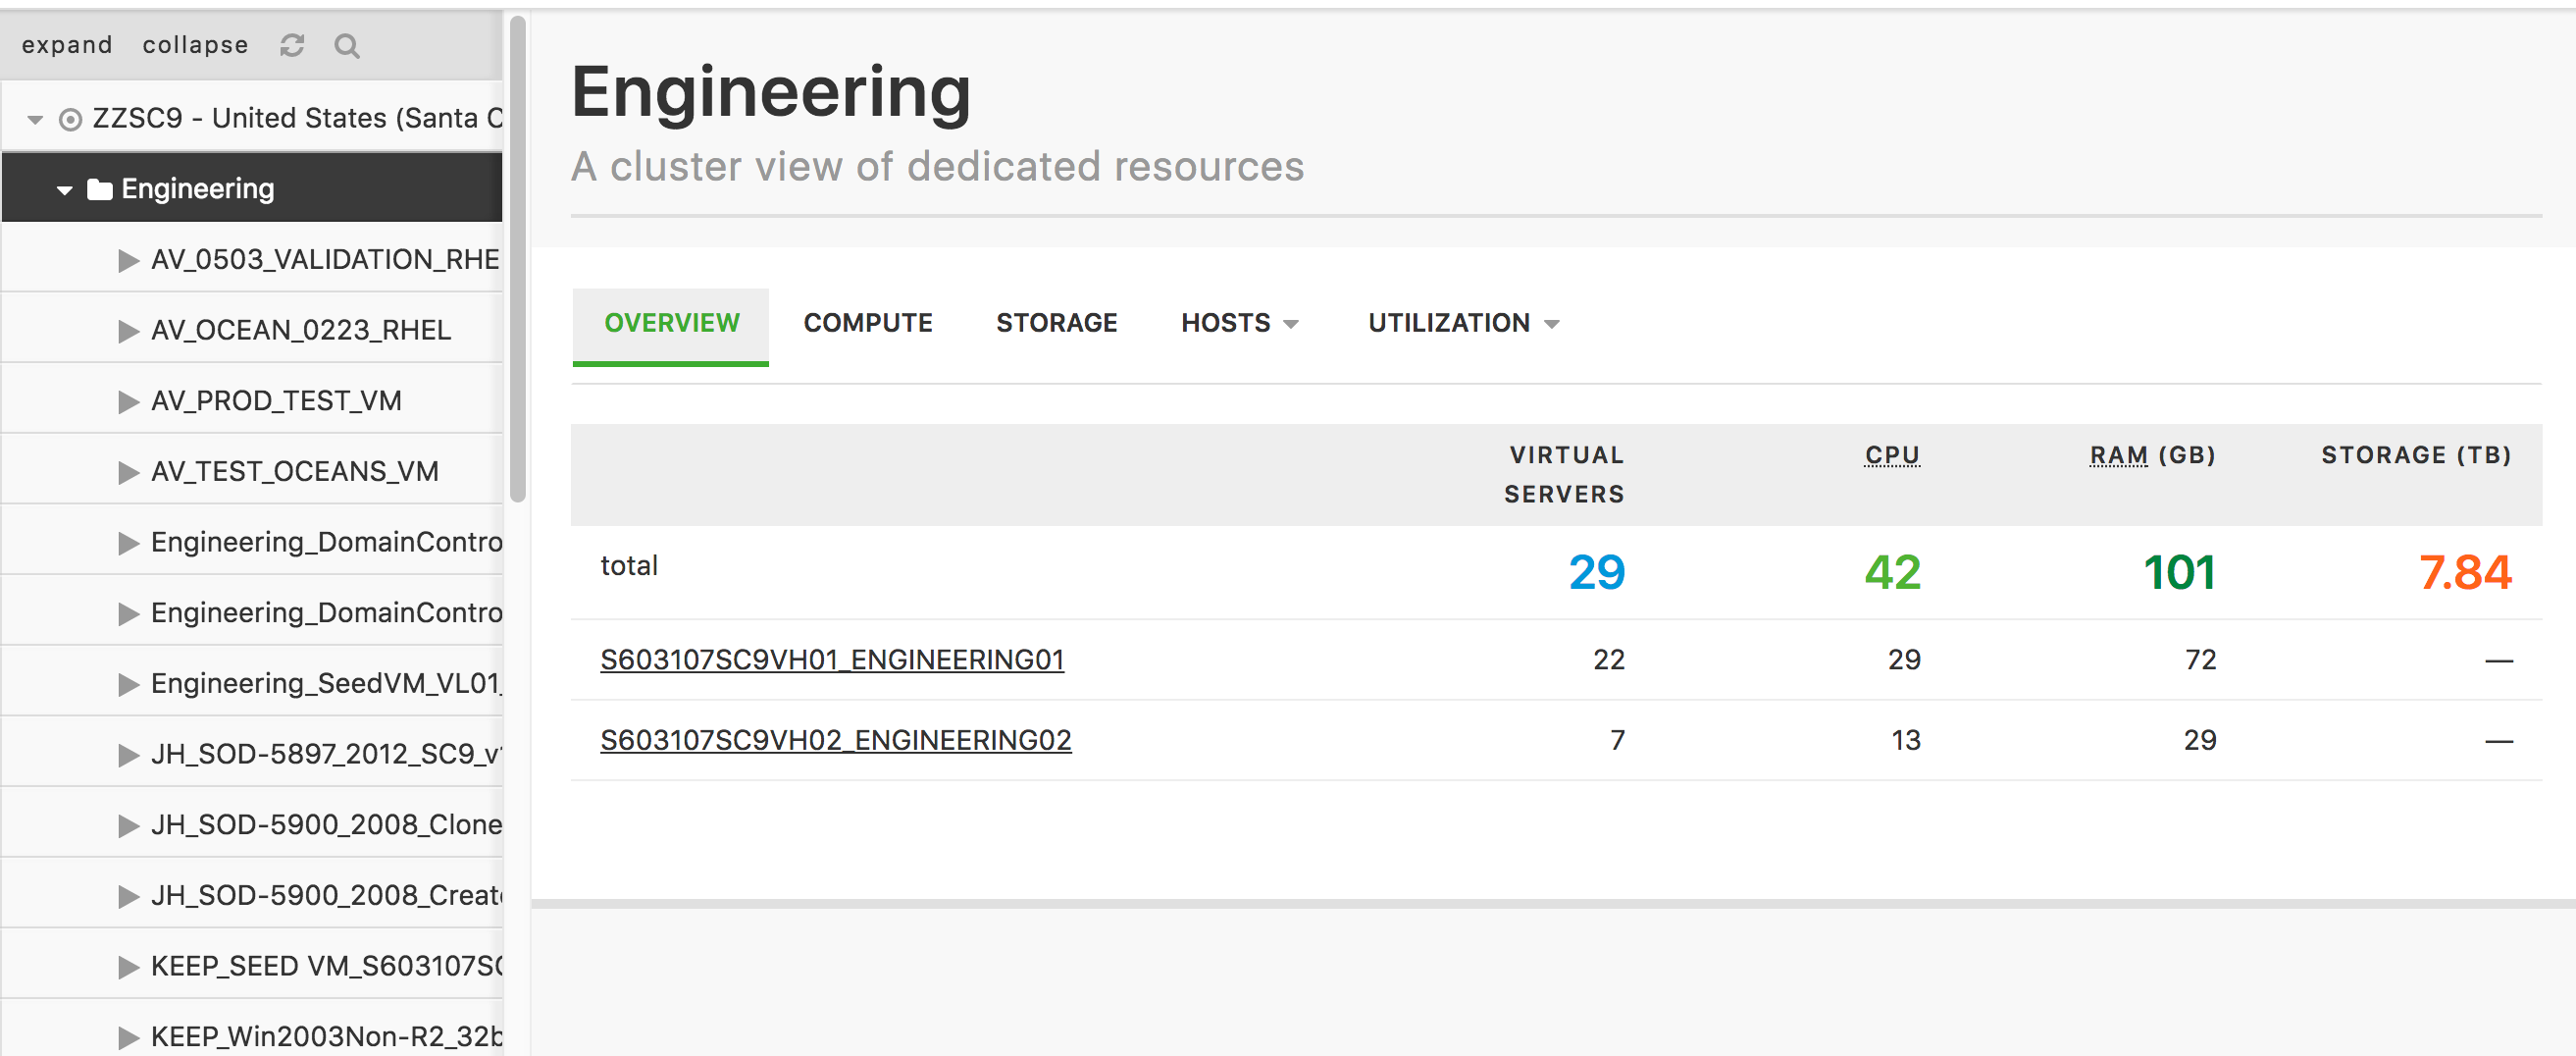 expand collapse
ZZSC9 - United States (Santa C
Engineering
AV_0503_VALIDATION_RHE
AV_OCEAN_0223_RHEL
AV_PROD_TEST_VM
AV_TEST_OCEANS_VM
Engineering_DomainContro
Engineering_DomainContro
Engineering_SeedVM_VL01_
JH_SOD-5897_2012_SC9_v
JH_SOD-5900_2008_Clone
JH_SOD-5900_2008_Creat
KEEP_SEED VM_S603107SC
KEEP_Win2003Non-R2_32b
Engineering
A cluster view of dedicated resources
OVERVIEW COMPUTE STORAGE HOSTS UTILIZATION
VIRTUAL SERVERS CPU RAM (GB) STORAGE (TB)
total 29 42 101 7.84
S603107SC9VH01_ENGINEERING01 22 29 72 —
S603107SC9VH02_ENGINEERING02 7 13 29 —